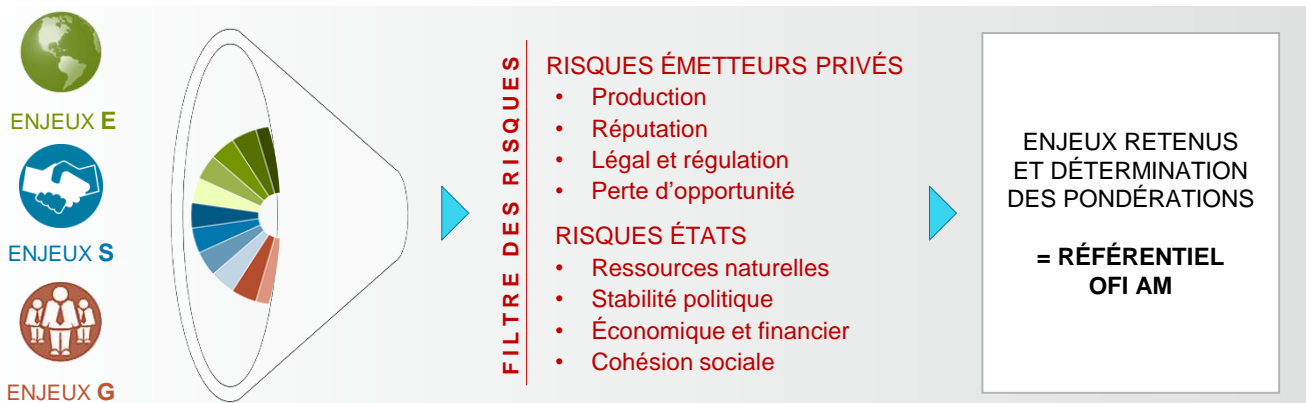 ENJEUX E
ENJEUX S
ENJEUX G
FILTRE DES RISQUES
RISQUES ÉMETTEURS PRIVÉS
• Production
• Réputation
• Légal et régulation
• Perte d'opportunité
RISQUES ÉTATS
• Ressources naturelles
• Stabilité politique
• Économique et financier
• Cohésion sociale
ENJEUX RETENUS
ET DÉTERMINATION
DES PONDÉRATIONS
= RÉFÉRENTIEL
OFI AM